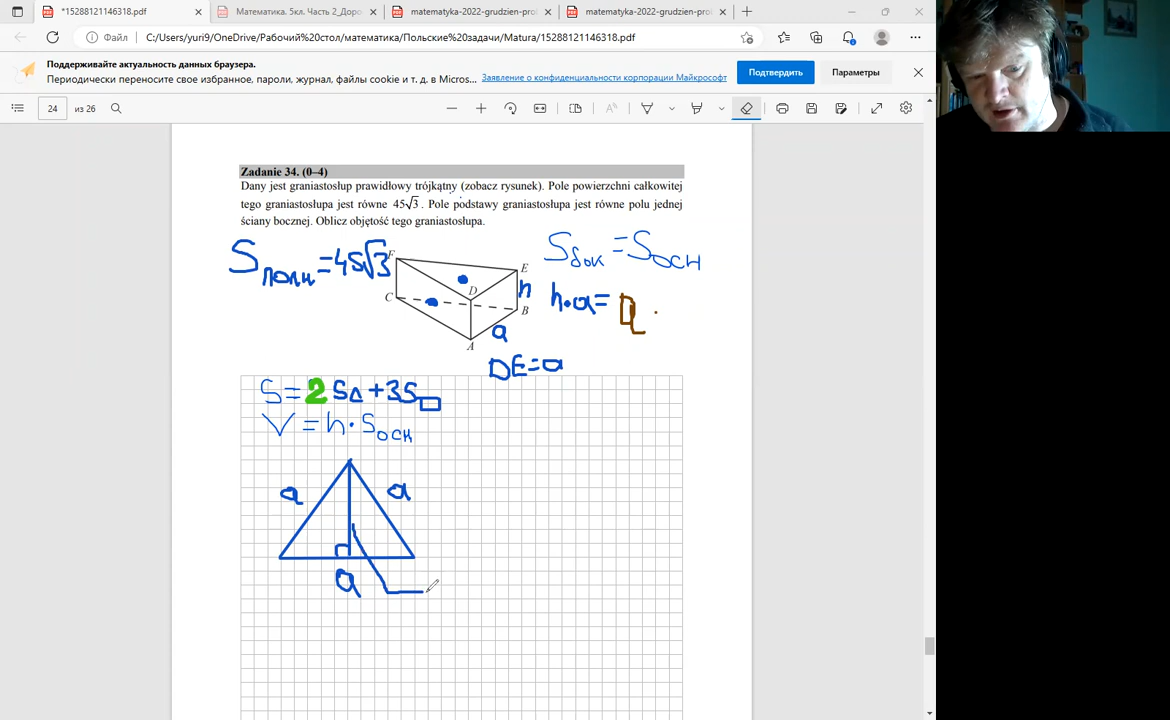 *15288121146318.pdf
Математика. 5кл. Часть 2_Доро
matematyka-2022-grudzien-pro
matematyka-2022-grudzien-pro
Файл
C:/Users/yuri9/OneDrive/Рабочий%20стол/математика/Польские%20задачи/Matura/15288121146318.pdf
Поддерживайте актуальность данных браузера.
Периодически переносите свое избранное, пароли, журнал, файлы cookie и т. д. в Micros...
Заявление о конфиденциальности корпорации Майкрософт
Подтвердить
Параметры
24 из 26
Zadanie 34. (0–4)
Dany jest graniastosłup prawidłowy trójkątny (zobacz rysunek). Pole powierzchni całkowitej
tego graniastosłupa jest równe 45√3 . Pole podstawy graniastosłupa jest równe polu jednej
ściany bocznej. Oblicz objętość tego graniastosłupa.
Sполн=45√3
Sбок=Sосн
F
E
D
h
C
B
a
A
h·a=
a ·
DE=a
S=2S△+3S▭
V=h·Sосн
a
a
a